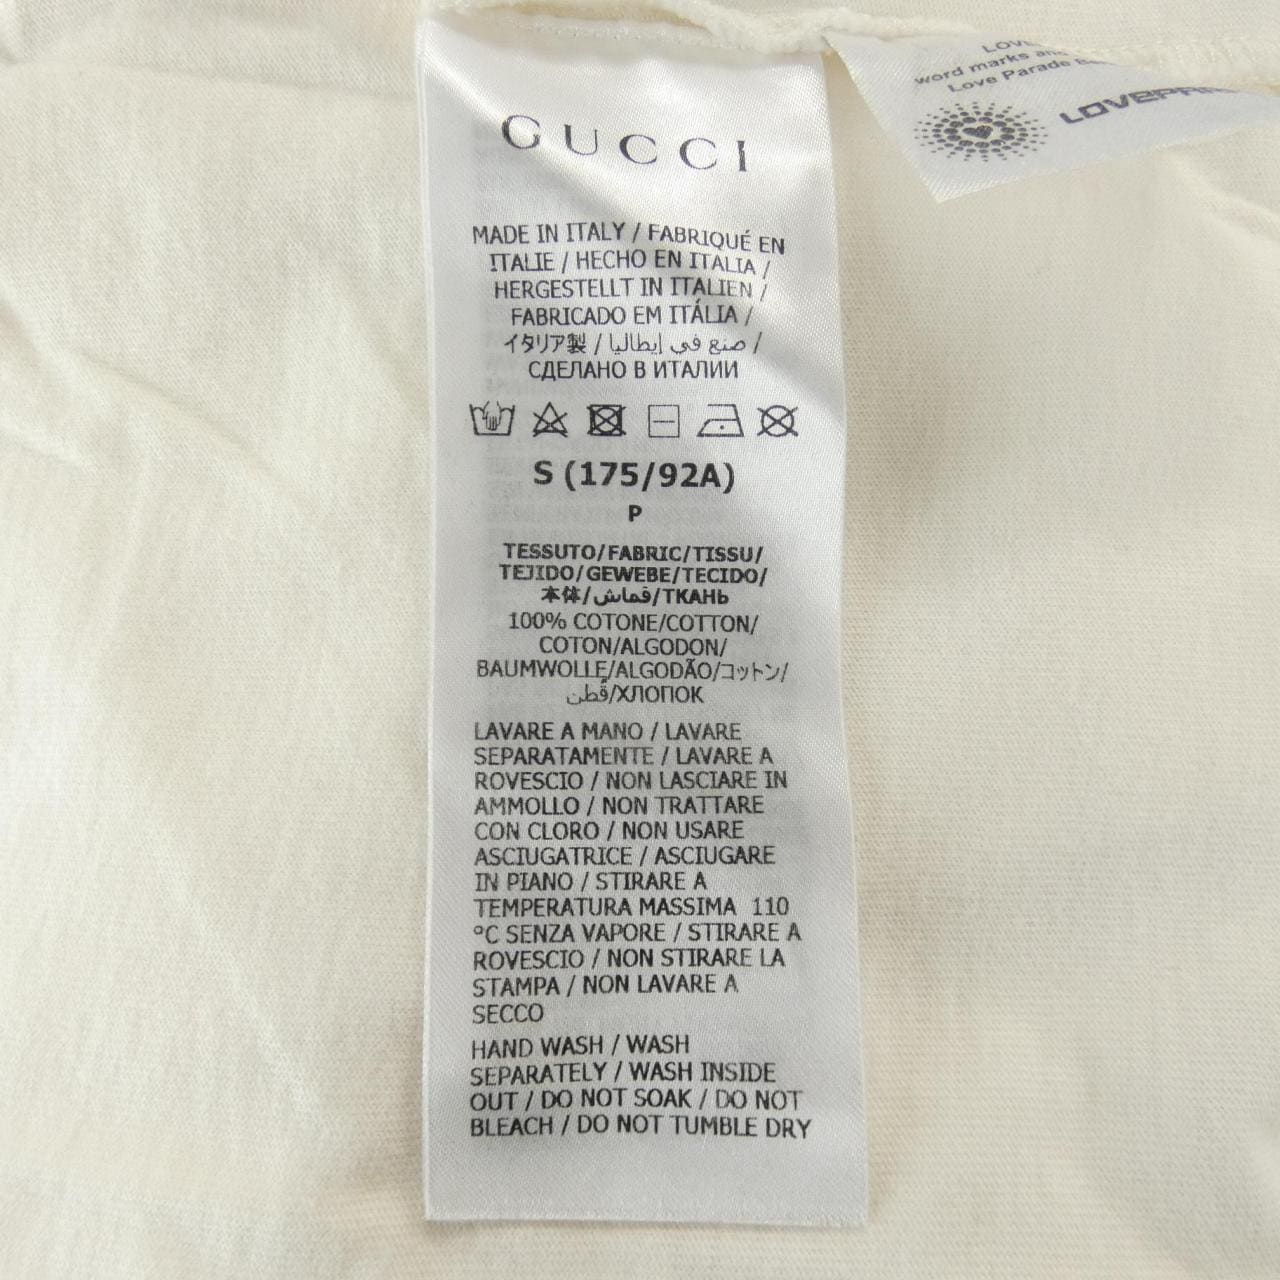 GUCCI
MADE IN ITALY / FABRIQUÉ EN
ITALIE / HECHO EN ITALIA /
HERGESTELLT IN ITALIEN /
FABRICADO EM ITÁLIA /
イタリア製 / صنع في إيطاليا /
СДЕЛАНО В ИТАЛИИ
S (175/92A)
P
TESSUTO/FABRIC/TISSU/
TEJIDO/GEWEBE/TECIDO/
本体/قماش/ТКАНЬ
100% COTONE/COTTON/
COTON/ALGODON/
BAUMWOLLE/ALGODÃO/コットン/
قطن/ХЛОПОК
LAVARE A MANO / LAVARE
SEPARATAMENTE / LAVARE A
ROVESCIO / NON LASCIARE IN
AMMOLLO / NON TRATTARE
CON CLORO / NON USARE
ASCIUGATRICE / ASCIUGARE
IN PIANO / STIRARE A
TEMPERATURA MASSIMA 110
°C SENZA VAPORE / STIRARE A
ROVESCIO / NON STIRARE LA
STAMPA / NON LAVARE A
SECCO
HAND WASH / WASH
SEPARATELY / WASH INSIDE
OUT / DO NOT SOAK / DO NOT
BLEACH / DO NOT TUMBLE DRY
word marks
Love Parade